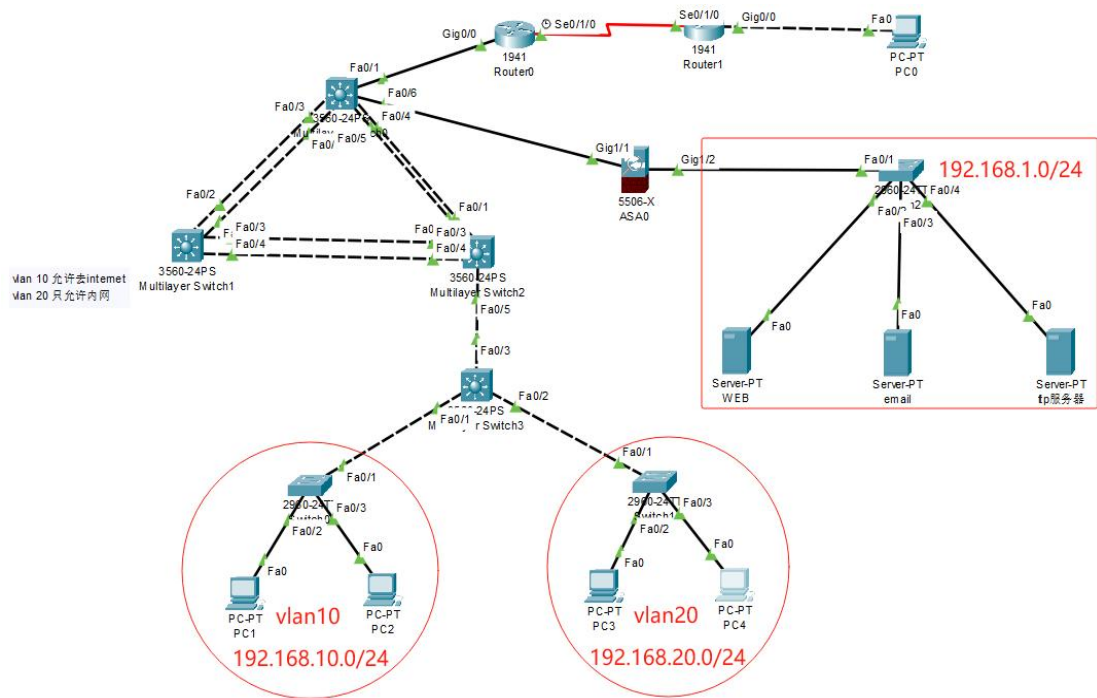 Gig0/0
Se0/1/0
1941
Router0
Se0/1/0
Gig0/0
1941
Router1
Fa0
PC-PT
PC0
Fa0/1
Fa0/6
Fa0/3
3560-24PS
Fa0/4
Fa0/5
Gig1/1
Gig1/2
5506-X
ASA0
Fa0/1
192.168.1.0/24
Fa0/4
Fa0/3
Fa0
Fa0
Fa0
Server-PT
WEB
Server-PT
email
Server-PT
ftp服务器
Fa0/2
Fa0/1
Fa0/3
Fa0/4
Fa0/3
Fa0/4
3560-24PS
Multilayer Switch1
3560-24PS
Multilayer Switch2
vlan 10 允许去internet
vlan 20 只允许内网
Fa0/5
Fa0/3
Fa0/2
Fa0/1
Fa0/1
Fa0/3
Fa0/2
Fa0
Fa0
PC-PT
PC1
PC-PT
PC2
vlan10
192.168.10.0/24
Fa0/1
Fa0/3
Fa0/2
Fa0
Fa0
PC-PT
PC3
PC-PT
PC4
vlan20
192.168.20.0/24